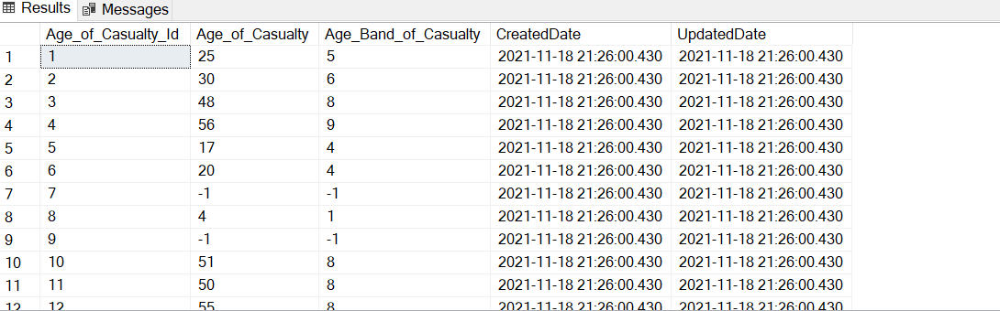 Results Messages
Age_of_Casualty_Id Age_of_Casualty Age_Band_of_Casualty CreatedDate UpdatedDate
1 1 25 5 2021-11-18 21:26:00.430 2021-11-18 21:26:00.430
2 2 30 6 2021-11-18 21:26:00.430 2021-11-18 21:26:00.430
3 3 48 8 2021-11-18 21:26:00.430 2021-11-18 21:26:00.430
4 4 56 9 2021-11-18 21:26:00.430 2021-11-18 21:26:00.430
5 5 17 4 2021-11-18 21:26:00.430 2021-11-18 21:26:00.430
6 6 20 4 2021-11-18 21:26:00.430 2021-11-18 21:26:00.430
7 7 -1 -1 2021-11-18 21:26:00.430 2021-11-18 21:26:00.430
8 8 4 1 2021-11-18 21:26:00.430 2021-11-18 21:26:00.430
9 9 -1 -1 2021-11-18 21:26:00.430 2021-11-18 21:26:00.430
10 10 51 8 2021-11-18 21:26:00.430 2021-11-18 21:26:00.430
11 11 50 8 2021-11-18 21:26:00.430 2021-11-18 21:26:00.430
12 12 55 8 2021-11-18 21:26:00.430 2021-11-18 21:26:00.430